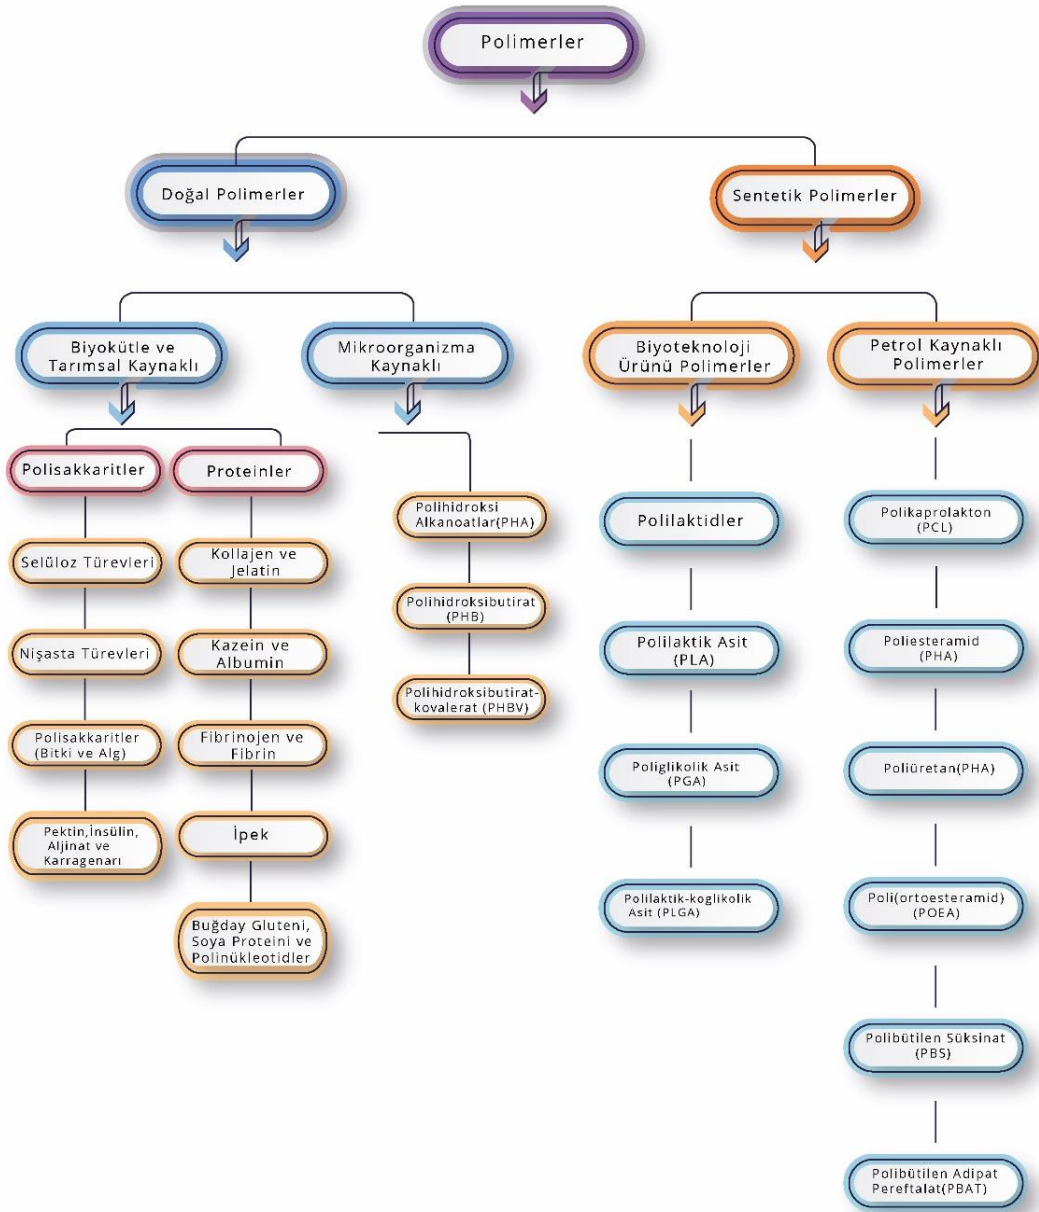 Polimerler
Doğal Polimerler
Sentetik Polimerler
Biyokütle ve
Tarımsal Kaynaklı
Mikroorganizma
Kaynaklı
Biyoteknoloji
Ürünü Polimerler
Petrol Kaynaklı
Polimerler
Polisakkaritler
Proteinler
Selüloz Türevleri
Nişasta Türevleri
Polisakkaritler
(Bitki ve Alg)
Pektin,İnsülin,
Aljinat ve
Karragenarı
Kollajen ve
Jelatin
Kazein ve
Albumin
Fibrinojen ve
Fibrin
İpek
Buğday Gluteni,
Soya Proteini ve
Polinükleotidler
Polihidroksi
Alkanoatlar(PHA)
Polihidroksibutirat
(PHB)
Polihidroksibutirat-
kovalerat (PHBV)
Polilaktidler
Polilaktik Asit
(PLA)
Poliglikolik Asit
(PGA)
Polilaktik-koglikolik
Asit (PLGA)
Polikaprolakton
(PCL)
Poliesteramid
(PHA)
Poliüretan(PHA)
Poli(ortoesteramid)
(POEA)
Polibütilen Süksinat
(PBS)
Polibütilen Adipat
Pereftalat(PBAT)